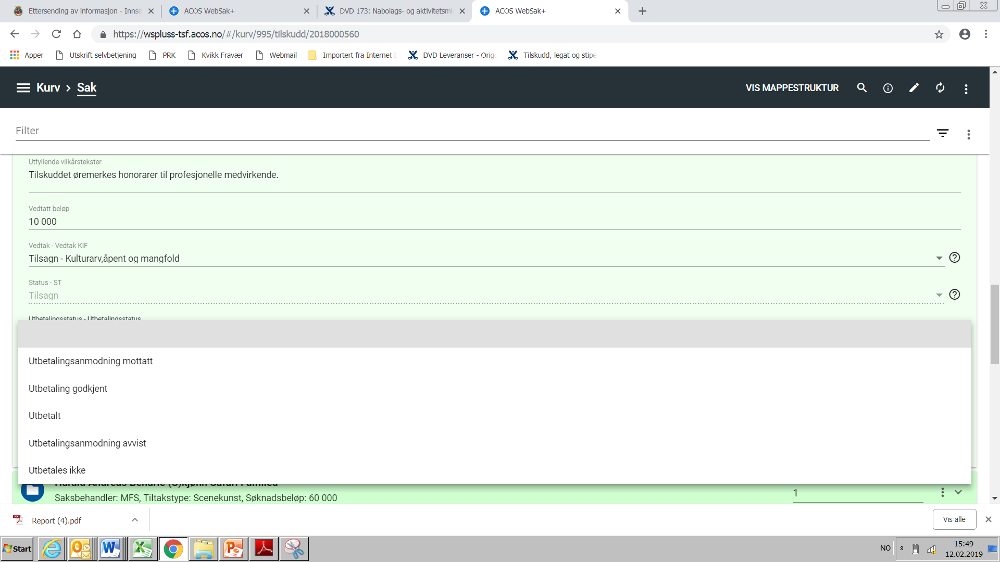 Ettersending av informasjon - Innse
ACOS WebSak+
DVD 173: Nabolags- og aktivitetsmi
ACOS WebSak+
https://wspluss-tsf.acos.no/#/kurv/995/tilskudd/2018000560
Apper
Utskrift selvbetjening
PRK
Kvikk Fravær
Webmail
Importert fra Internet E
DVD Leveranser - Origo
Tilskudd, legat og stipe
Kurv > Sak
VIS MAPPESTRUKTUR
Filter
Utfyllende vilkårstekster
Tilskuddet øremerkes honorarer til profesjonelle medvirkende.
Vedtatt beløp
10 000
Vedtak - Vedtak KIF
Tilsagn - Kulturarv,åpent og mangfold
Status - ST
Tilsagn
Utbetalingsstatus - Utbetalingsstatus
Utbetalingsanmodning mottatt
Utbetaling godkjent
Utbetalt
Utbetalingsanmodning avvist
Utbetales ikke
Saksbehandler: MFS, Tiltakstype: Scenekunst, Søknadsbeløp: 60 000
1
Report (4).pdf
Vis alle
Start
NO
15:49
12.02.2019